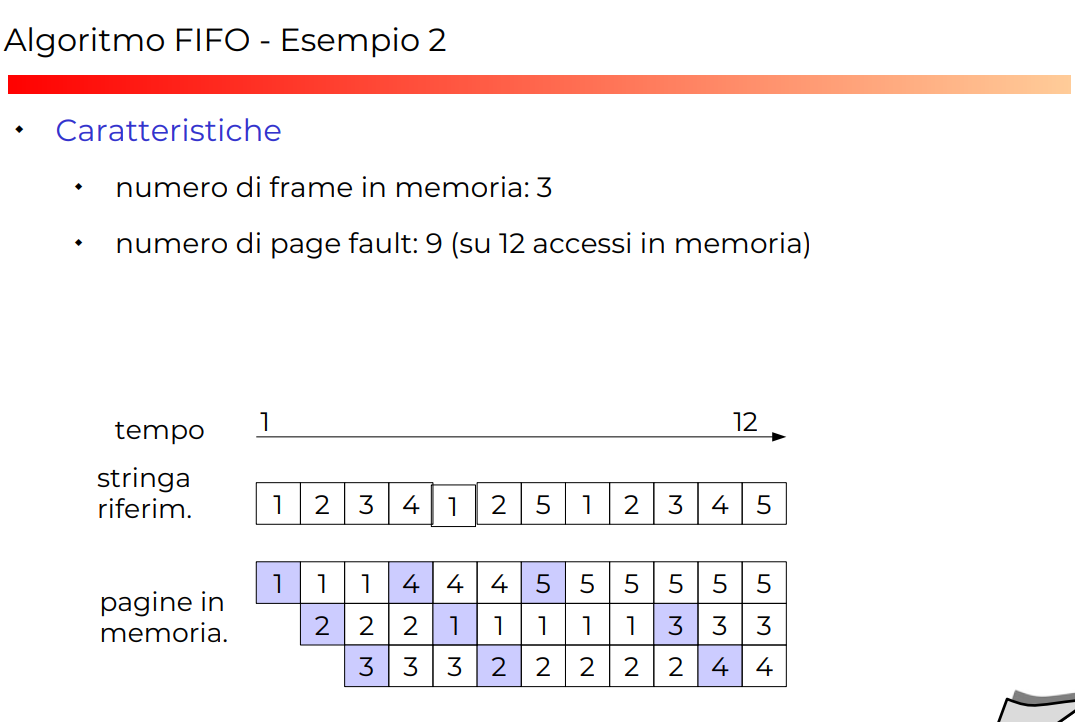 Algoritmo FIFO - Esempio 2
Caratteristiche
numero di frame in memoria: 3
numero di page fault: 9 (su 12 accessi in memoria)
tempo 1 12
stringa
riferim. 1 2 3 4 1 2 5 1 2 3 4 5
1 1 1 4 4 4 5 5 5 5 5 5
pagine in
memoria. 2 2 2 1 1 1 1 1 3 3 3
3 3 3 2 2 2 2 2 4 4